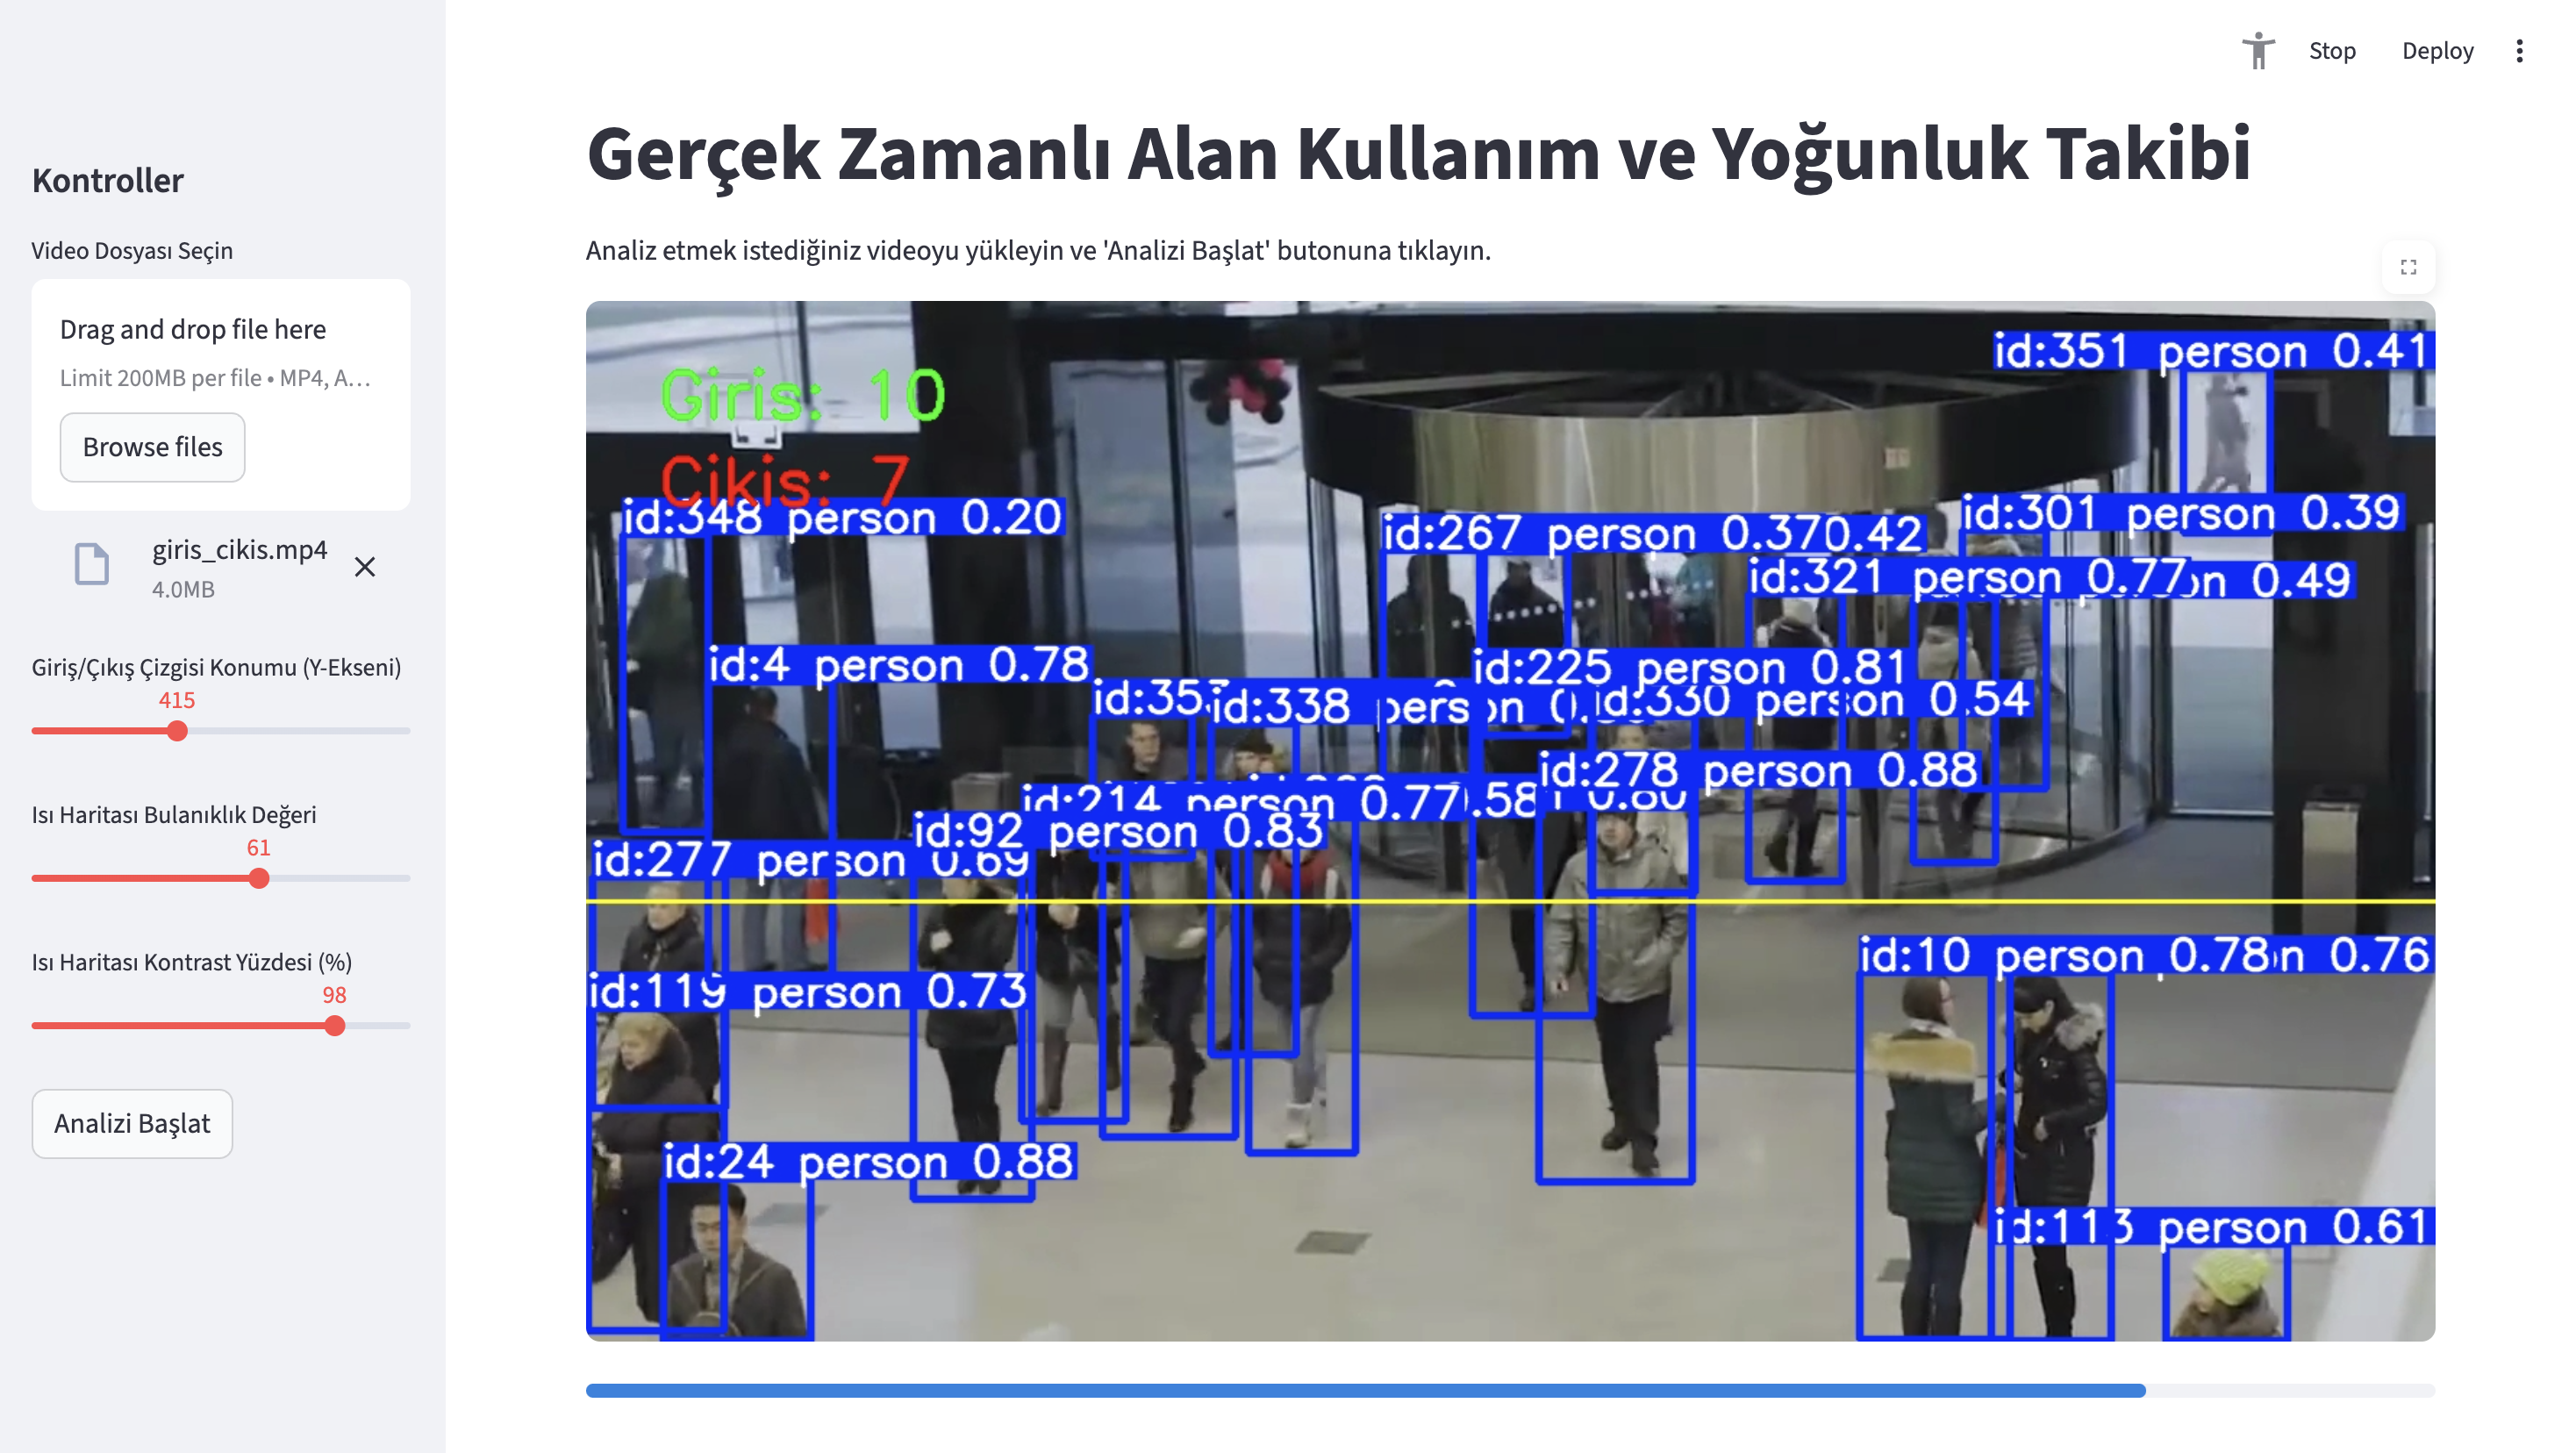 Stop
Deploy
Kontroller
Video Dosyası Seçin
Drag and drop file here
Limit 200MB per file • MP4, A…
Browse files
giris_cikis.mp4
4.0MB
Giriş/Çıkış Çizgisi Konumu (Y-Ekseni)
415
Isı Haritası Bulanıklık Değeri
61
Isı Haritası Kontrast Yüzdesi (%)
98
Analizi Başlat
Gerçek Zamanlı Alan Kullanım ve Yoğunluk Takibi
Analiz etmek istediğiniz videoyu yükleyin ve 'Analizi Başlat' butonuna tıklayın.
Giris: 10
Cikis: 7
id:351 person 0.41
id:348 person 0.20
id:267 person 0.37
0.42
id:301 person 0.39
id:321 person 0.77
0.49
id:4 person 0.78
id:225 person 0.81
id:338 person
id:330 person 0.54
id:278 person 0.88
id:214 person 0.77
id:92 person 0.83
id:277 person 0.69
id:119 person 0.73
id:10 person 0.78
0.76
id:24 person 0.88
id:113 person 0.61